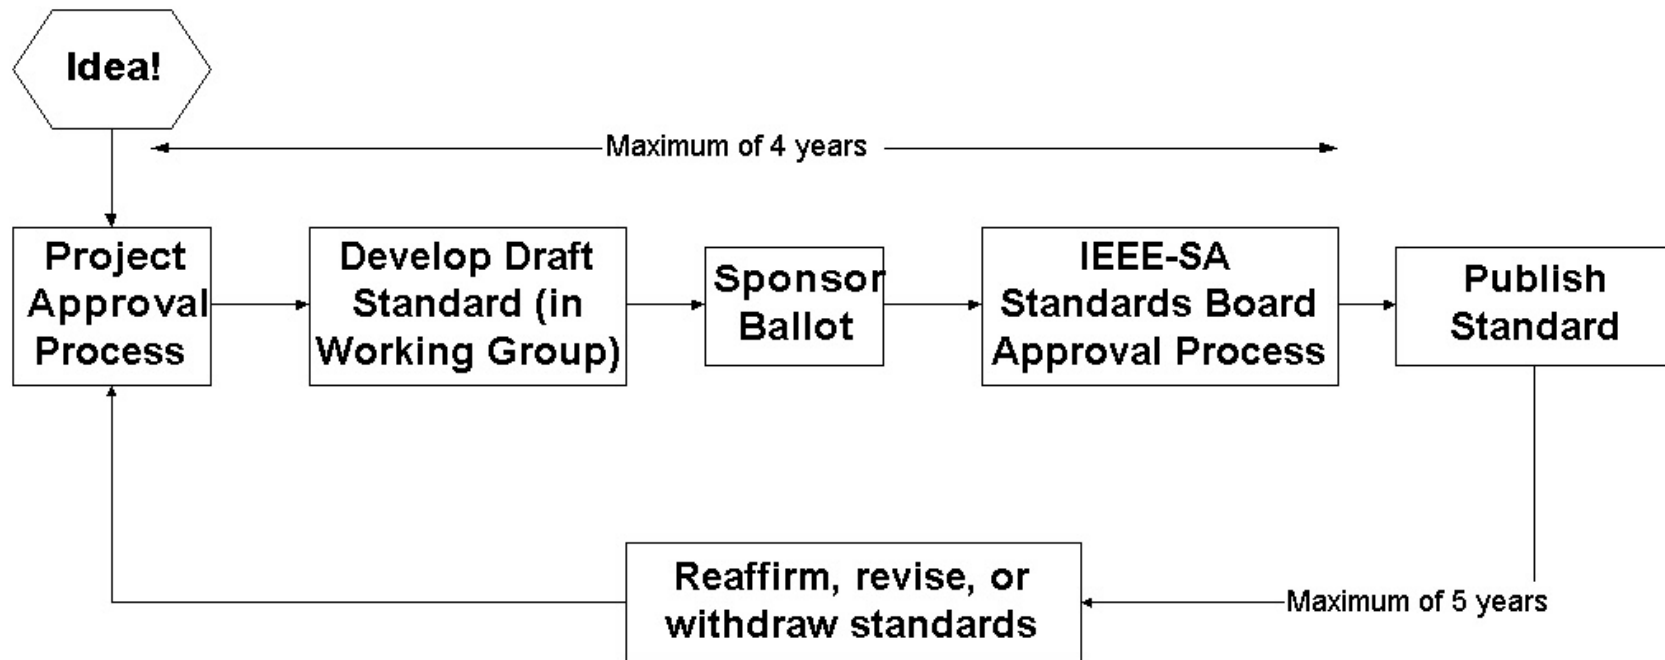 Idea!
Maximum of 4 years
Project
Approval
Process
Develop Draft
Standard (in
Working Group)
Sponsor
Ballot
IEEE-SA
Standards Board
Approval Process
Publish
Standard
Reaffirm, revise, or
withdraw standards
Maximum of 5 years